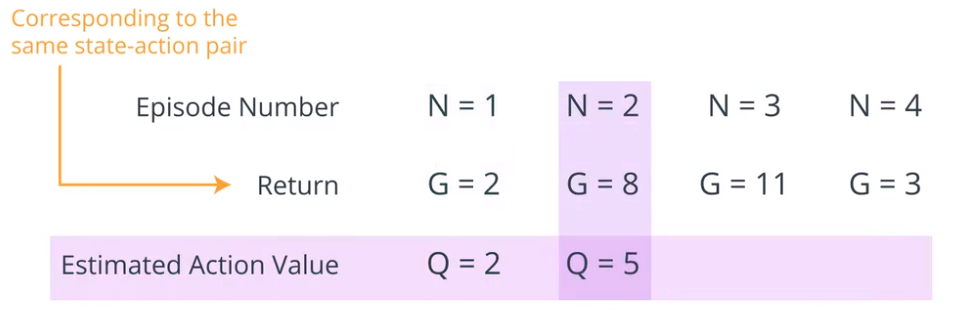 Corresponding to the
same state-action pair
Episode Number N = 1 N = 2 N = 3 N = 4
Return G = 2 G = 8 G = 11 G = 3
Estimated Action Value Q = 2 Q = 5